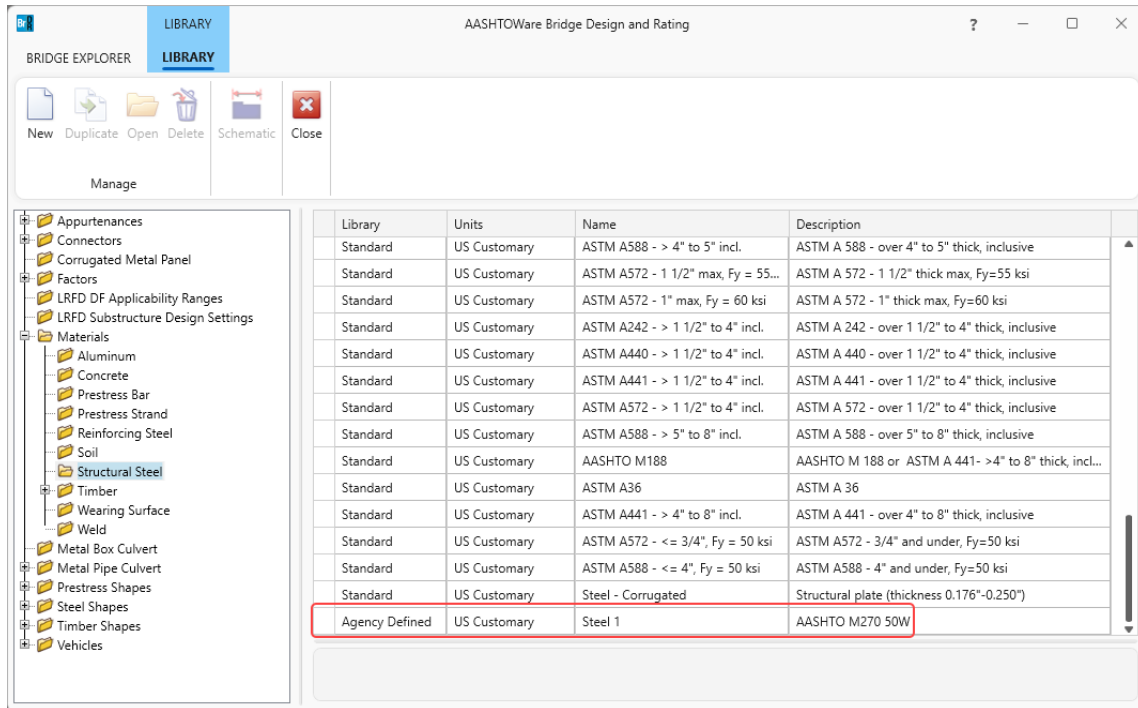 Br R
LIBRARY
AASHTOWare Bridge Design and Rating
?
BRIDGE EXPLORER LIBRARY
New Duplicate Open Delete Schematic Close
Manage
Appurtenances
Connectors
Corrugated Metal Panel
Factors
LRFD DF Applicability Ranges
LRFD Substructure Design Settings
Materials
Aluminum
Concrete
Prestress Bar
Prestress Strand
Reinforcing Steel
Soil
Structural Steel
Timber
Wearing Surface
Weld
Metal Box Culvert
Metal Pipe Culvert
Prestress Shapes
Steel Shapes
Timber Shapes
Vehicles
Library Units Name Description
Standard US Customary ASTM A588 - > 4" to 5" incl. ASTM A 588 - over 4" to 5" thick, inclusive
Standard US Customary ASTM A572 - 1 1/2" max, Fy = 55... ASTM A 572 - 1 1/2" thick max, Fy=55 ksi
Standard US Customary ASTM A572 - 1" max, Fy = 60 ksi ASTM A 572 - 1" thick max, Fy=60 ksi
Standard US Customary ASTM A242 - > 1 1/2" to 4" incl. ASTM A 242 - over 1 1/2" to 4" thick, inclusive
Standard US Customary ASTM A440 - > 1 1/2" to 4" incl. ASTM A 440 - over 1 1/2" to 4" thick, inclusive
Standard US Customary ASTM A441 - > 1 1/2" to 4" incl. ASTM A 441 - over 1 1/2" to 4" thick, inclusive
Standard US Customary ASTM A572 - > 1 1/2" to 4" incl. ASTM A 572 - over 1 1/2" to 4" thick, inclusive
Standard US Customary ASTM A588 - > 5" to 8" incl. ASTM A 588 - over 5" to 8" thick, inclusive
Standard US Customary AASHTO M188 AASHTO M 188 or ASTM A 441- >4" to 8" thick, incl...
Standard US Customary ASTM A36 ASTM A 36
Standard US Customary ASTM A441 - > 4" to 8" incl. ASTM A 441 - over 4" to 8" thick, inclusive
Standard US Customary ASTM A572 - <= 3/4", Fy = 50 ksi ASTM A572 - 3/4" and under, Fy=50 ksi
Standard US Customary ASTM A588 - <= 4", Fy = 50 ksi ASTM A588 - 4" and under, Fy=50 ksi
Standard US Customary Steel - Corrugated Structural plate (thickness 0.176"-0.250")
Agency Defined US Customary Steel 1 AASHTO M270 50W